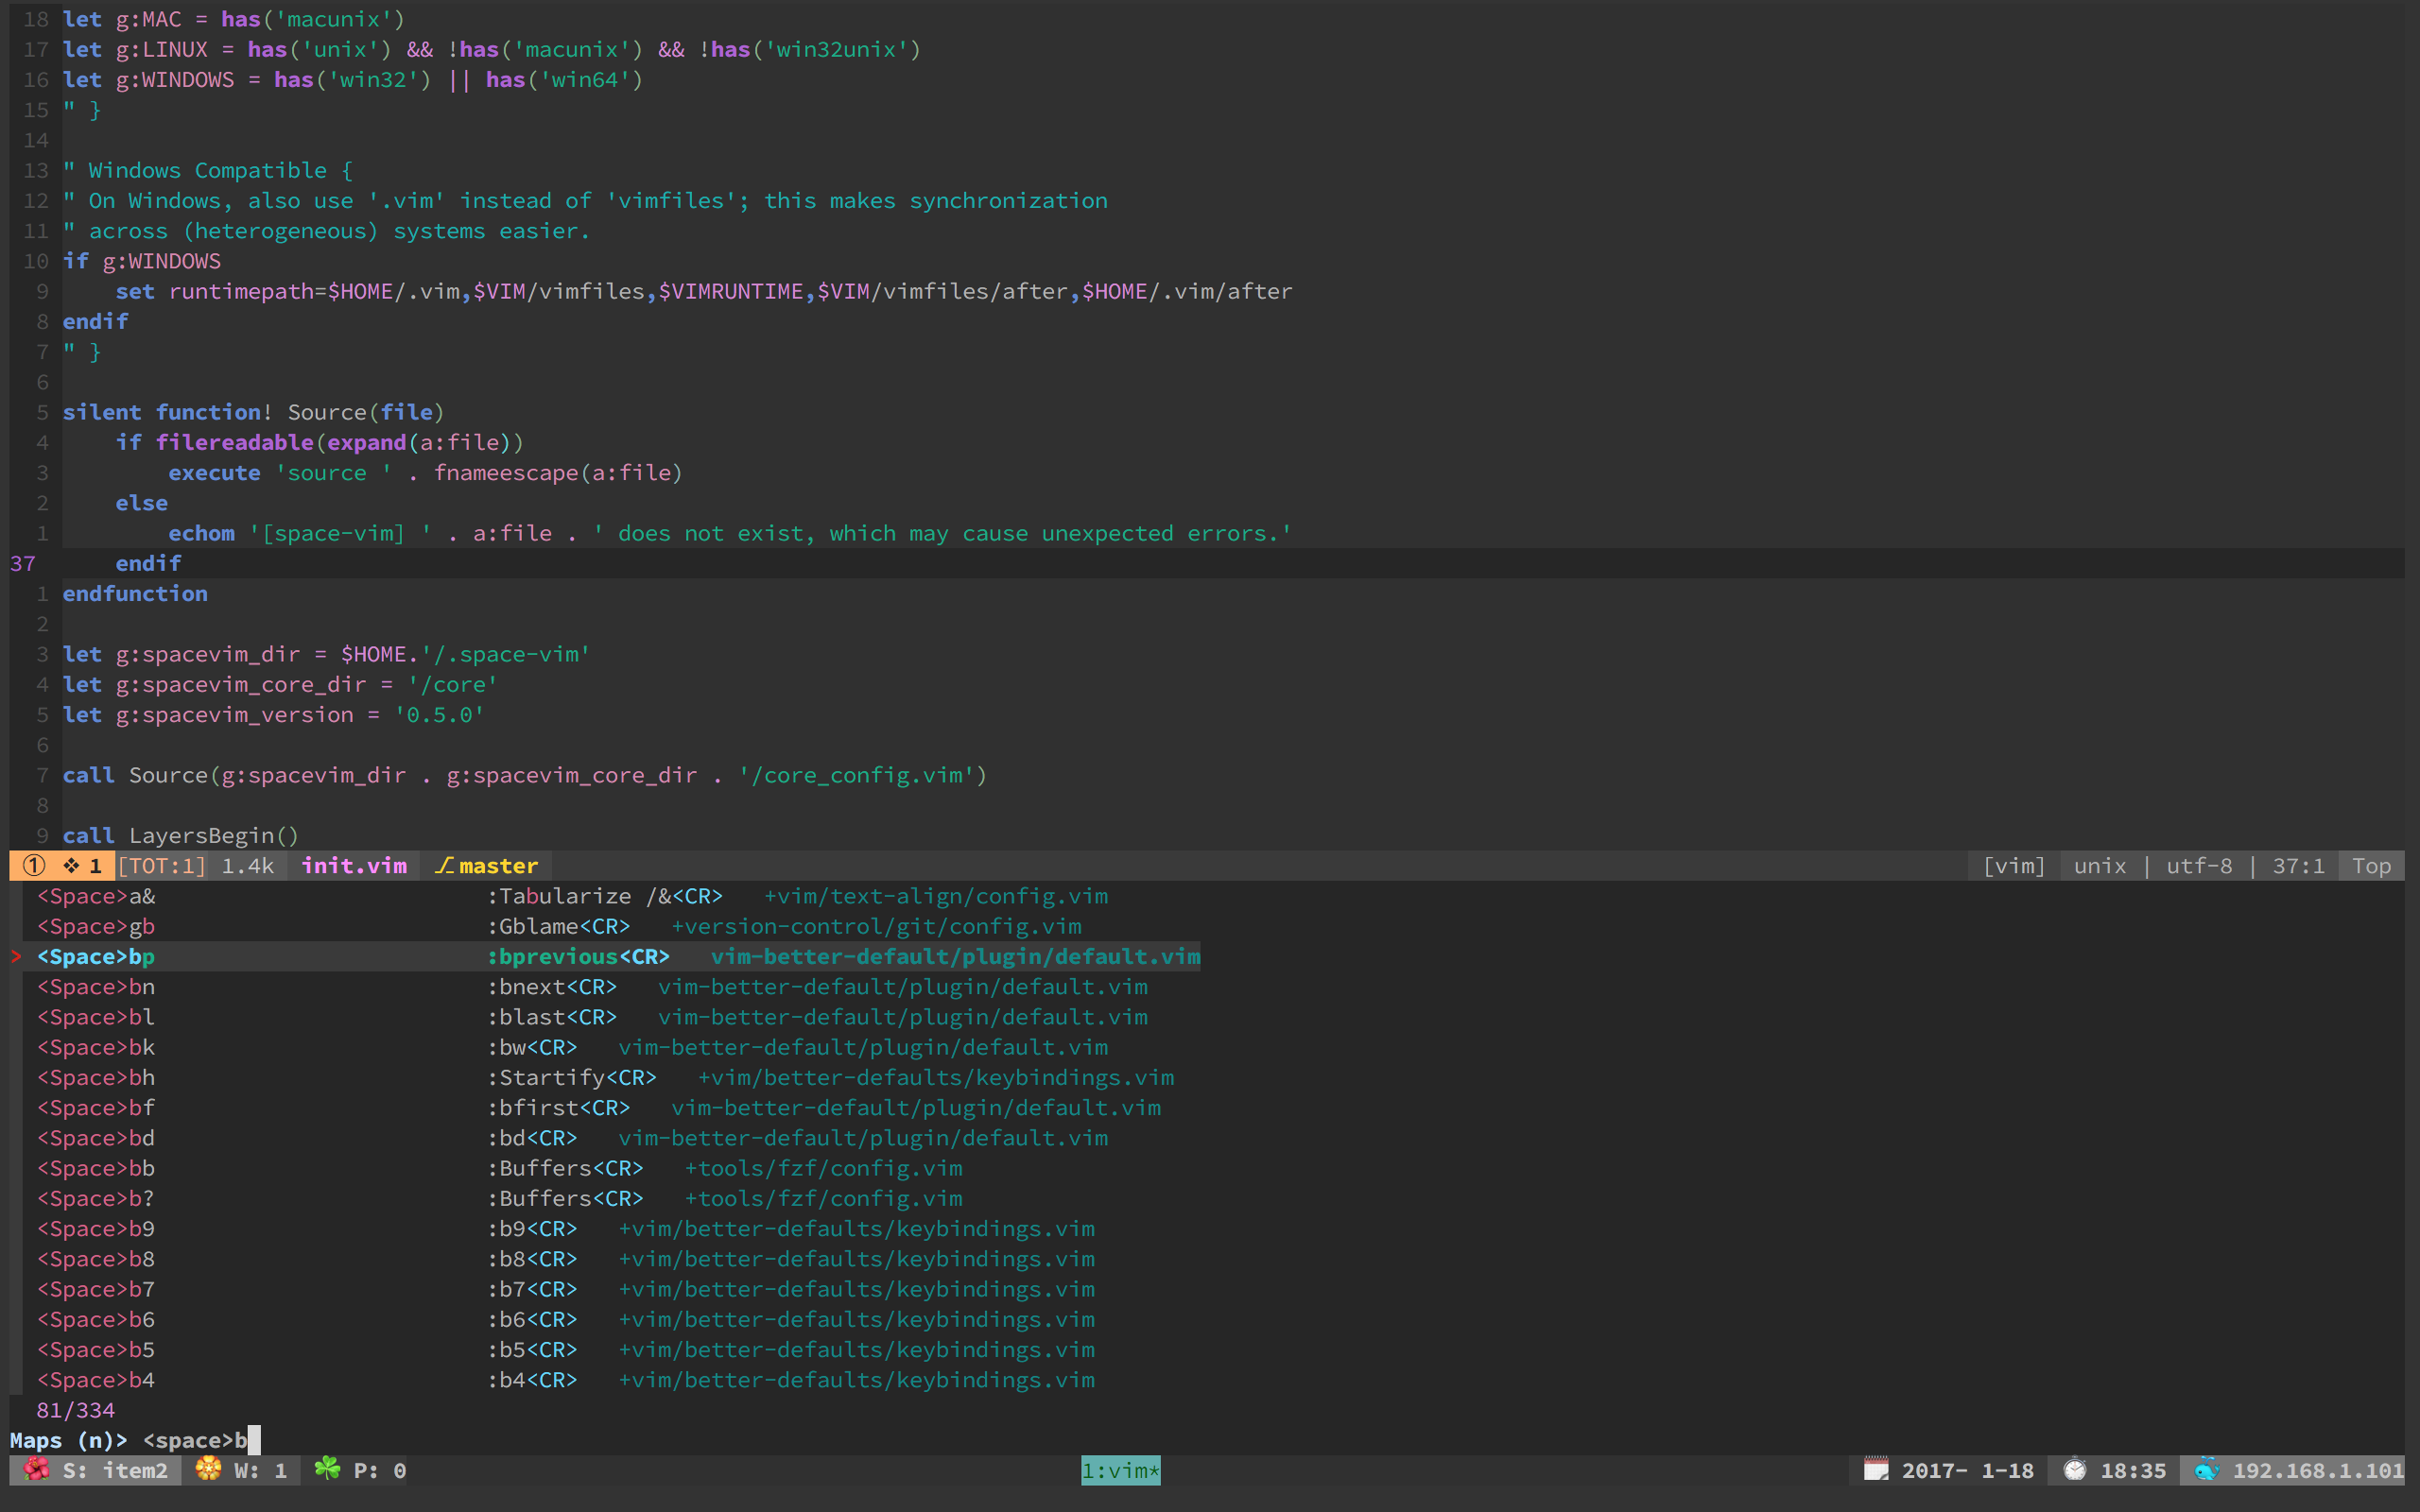 18 let g:MAC = has('macunix')
17 let g:LINUX = has('unix') && !has('macunix') && !has('win32unix')
16 let g:WINDOWS = has('win32') || has('win64')
15 " }
14
13 " Windows Compatible {
12 " On Windows, also use '.vim' instead of 'vimfiles'; this makes synchronization
11 " across (heterogeneous) systems easier.
10 if g:WINDOWS
9     set runtimepath=$HOME/.vim,$VIM/vimfiles,$VIMRUNTIME,$VIM/vimfiles/after,$HOME/.vim/after
8 endif
7 " }
6
5 silent function! Source(file)
4     if filereadable(expand(a:file))
3         execute 'source ' . fnameescape(a:file)
2     else
1         echom '[space-vim] ' . a:file . ' does not exist, which may cause unexpected errors.'
37     endif
1 endfunction
2
3 let g:spacevim_dir = $HOME.'/.space-vim'
4 let g:spacevim_core_dir = '/core'
5 let g:spacevim_version = '0.5.0'
6
7 call Source(g:spacevim_dir . g:spacevim_core_dir . '/core_config.vim')
8
9 call LayersBegin()
① ❖ 1 [TOT:1] 1.4k init.vim ⎇ master [vim] unix | utf-8 | 37:1 Top
<Space>a& :Tabularize /&<CR> +vim/text-align/config.vim
<Space>gb :Gblame<CR> +version-control/git/config.vim
> <Space>bp :bprevious<CR> vim-better-default/plugin/default.vim
<Space>bn :bnext<CR> vim-better-default/plugin/default.vim
<Space>bl :blast<CR> vim-better-default/plugin/default.vim
<Space>bk :bw<CR> vim-better-default/plugin/default.vim
<Space>bh :Startify<CR> +vim/better-defaults/keybindings.vim
<Space>bf :bfirst<CR> vim-better-default/plugin/default.vim
<Space>bd :bd<CR> vim-better-default/plugin/default.vim
<Space>bb :Buffers<CR> +tools/fzf/config.vim
<Space>b? :Buffers<CR> +tools/fzf/config.vim
<Space>b9 :b9<CR> +vim/better-defaults/keybindings.vim
<Space>b8 :b8<CR> +vim/better-defaults/keybindings.vim
<Space>b7 :b7<CR> +vim/better-defaults/keybindings.vim
<Space>b6 :b6<CR> +vim/better-defaults/keybindings.vim
<Space>b5 :b5<CR> +vim/better-defaults/keybindings.vim
<Space>b4 :b4<CR> +vim/better-defaults/keybindings.vim
81/334
Maps (n)> <space>b
🌺 S: item2 🏵 W: 1 ☘ P: 0 1:vim* 2017- 1-18 18:35 192.168.1.101